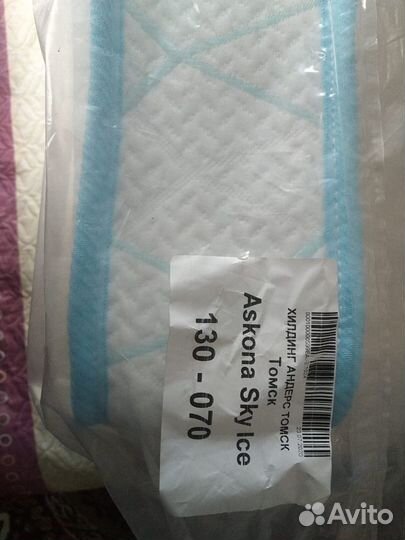 ХИЛДИНГ АНДЕРС ТОМСК
Томск
Askona Sky Ice
130 - 070
Avito